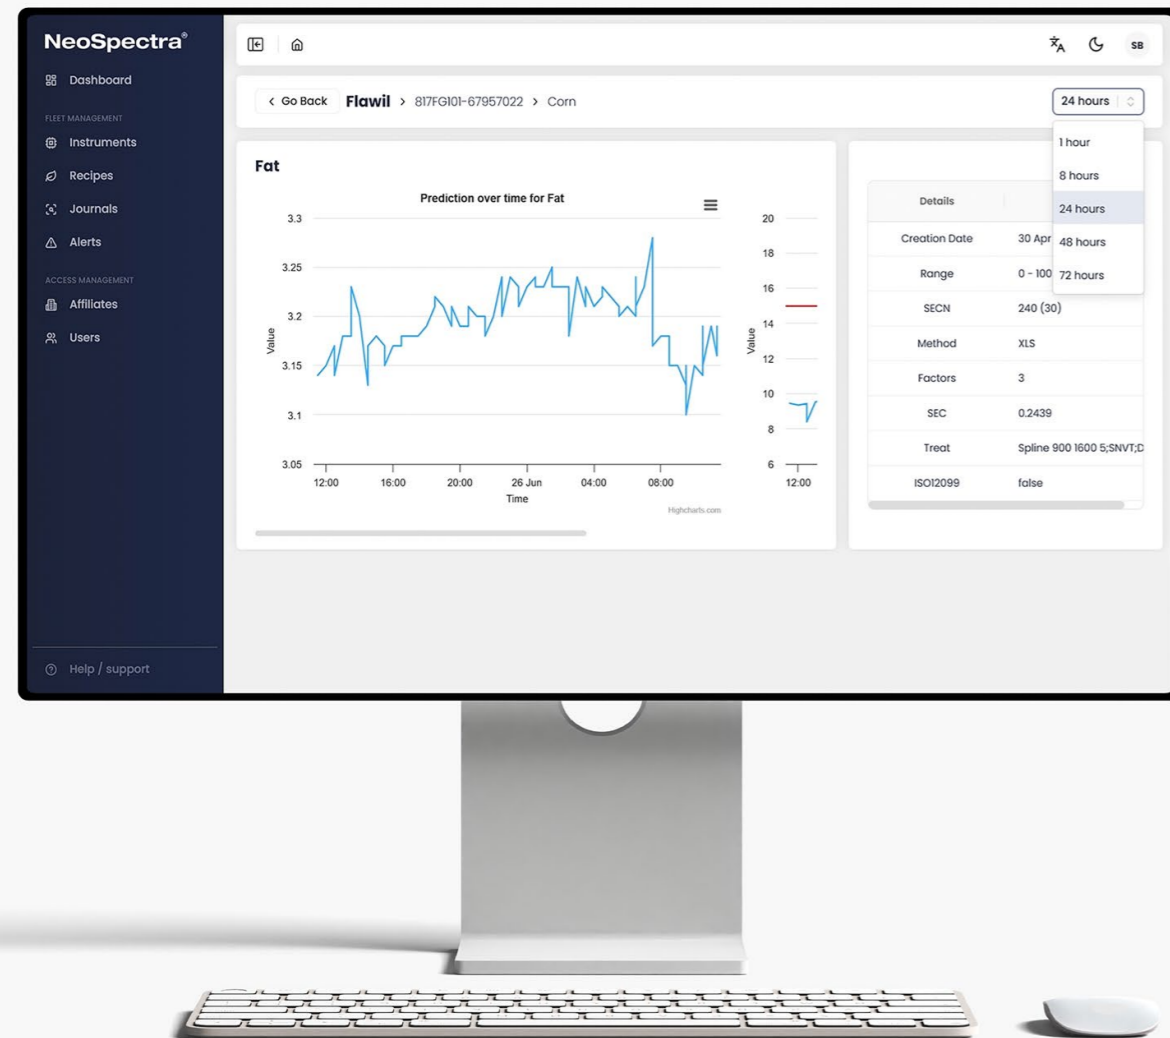 NeoSpectra®
Dashboard
FLEET MANAGEMENT
Instruments
Recipes
Journals
Alerts
ACCESS MANAGEMENT
Affiliates
Users
Help / support
SB
Go Back Flawil > 817FG101-67957022 > Corn
24 hours
1 hour
8 hours
24 hours
48 hours
72 hours
Fat
Prediction over time for Fat
Value
3.3
3.25
3.2
3.15
3.1
3.05
12:00 16:00 20:00 26 Jun 04:00 08:00
Time
Highcharts.com
Value
20
18
16
14
12
10
8
6
12:00
Details
Creation Date 30 Apr
Range 0 - 100
SECN 240 (30)
Method XLS
Factors 3
SEC 0.2439
Treat Spline 900 1600 5;SNVT;D
ISO12099 false